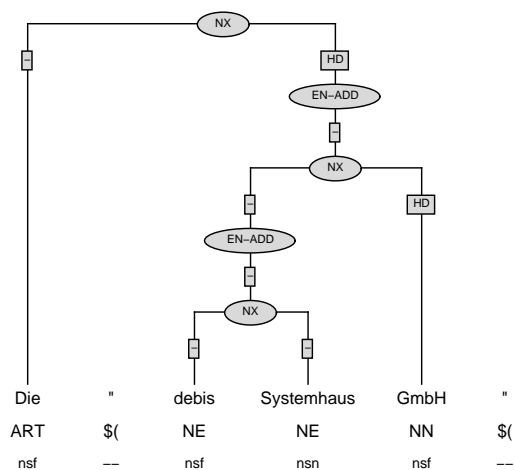 NX
– HD
EN–ADD
–
NX
– HD
EN–ADD
–
NX
– –
Die " debis Systemhaus GmbH "
ART $( NE NE NN $(
nsf –– nsf nsn nsf ––